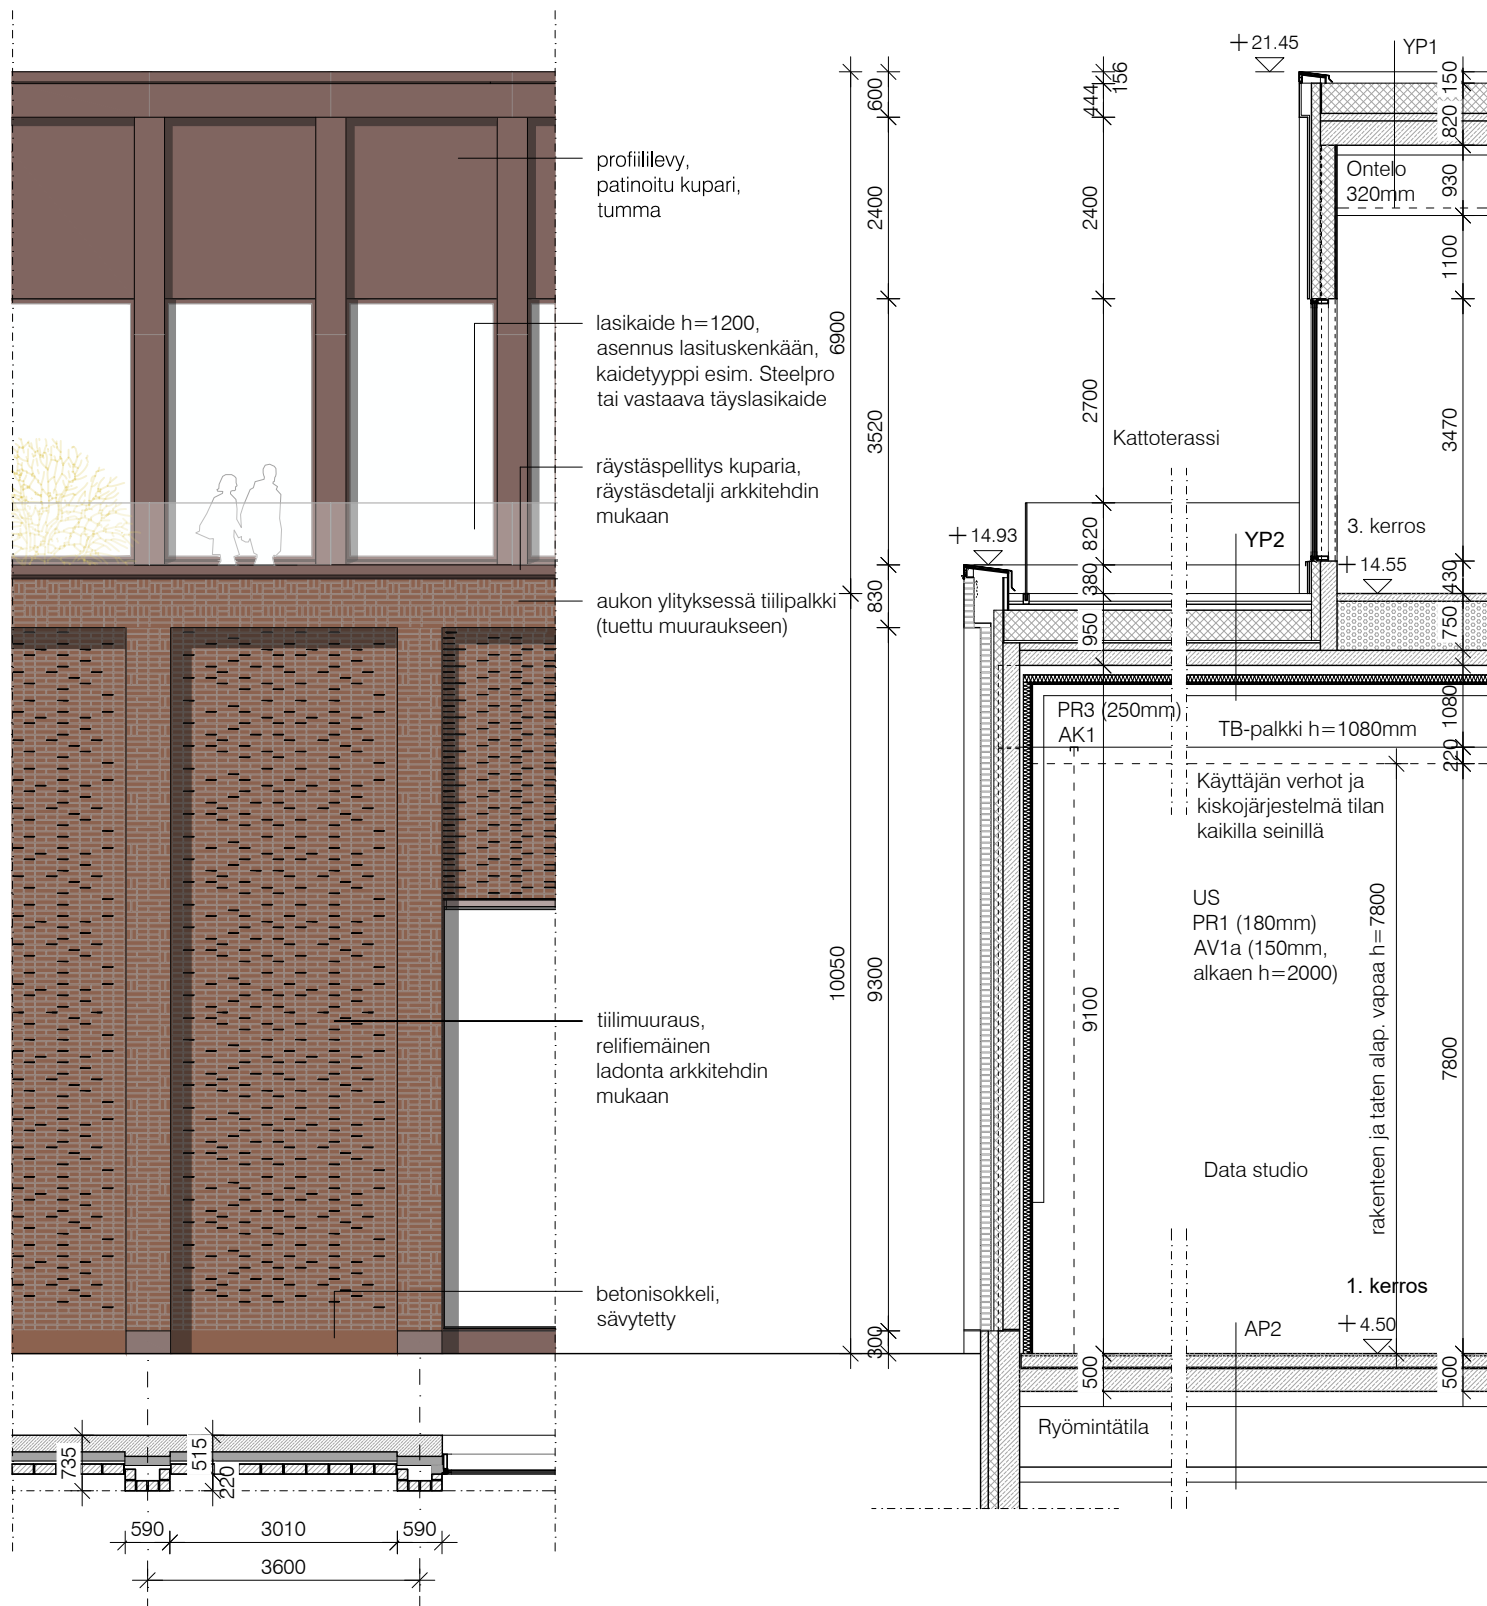 profiililevy,
patinoitu kupari,
tumma
lasikaide h=1200,
asennus lasituskenkään,
kaidetyyppi esim. Steelpro
tai vastaava täyslasikaide
räystäspellitys kuparia,
räystäsdetalji arkkitehdin
mukaan
aukon ylityksessä tiilipalkki
(tuettu muuraukseen)
tiilimuuraus,
relifiemäinen
ladonta arkkitehdin
mukaan
betonisokkeli,
sävytetty
6900
10050
600
2400
3520
830
9300
300
444
156
2400
2700
820
380
950
9100
500
+21.45
YP1
150
820
930
1100
3470
430
750
1080
220
7800
500
Ontelo
320mm
Kattoterassi
+14.93
YP2
3. kerros
+14.55
PR3 (250mm)
AK1
TB-palkki h=1080mm
Käyttäjän verhot ja
kiskojärjestelmä tilan
kaikilla seinillä
US
PR1 (180mm)
AV1a (150mm,
alkaen h=2000)
rakenteen ja taten alap. vapaa h=7800
Data studio
1. kerros
+4.50
AP2
Ryömintätila
735
515
220
590
3010
590
3600